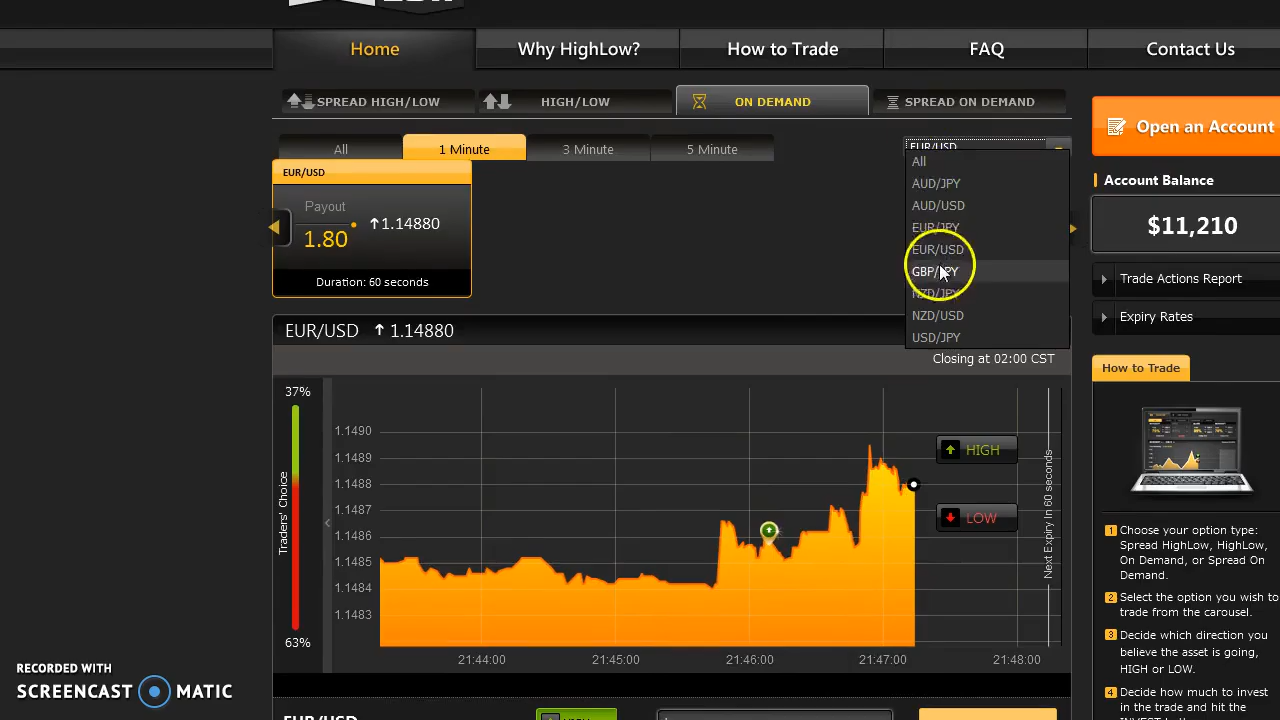 Home
Why HighLow?
How to Trade
FAQ
Contact Us
SPREAD HIGH/LOW
HIGH/LOW
ON DEMAND
SPREAD ON DEMAND
All
1 Minute
3 Minute
5 Minute
EUR/USD
All
AUD/JPY
AUD/USD
EUR/JPY
EUR/USD
GBP/JPY
NZD/JPY
NZD/USD
USD/JPY
EUR/USD
Payout
1.80
1.14880
Duration: 60 seconds
EUR/USD 1.14880
Closing at 02:00 CST
37%
Traders' Choice
63%
1.1490
1.1489
1.1488
1.1487
1.1486
1.1485
1.1484
1.1483
21:44:00
21:45:00
21:46:00
21:47:00
21:48:00
HIGH
LOW
Next Expiry In 60 seconds
EUR/USD
HIGH
Open an Account
Account Balance
$11,210
Trade Actions Report
Expiry Rates
How to Trade
1 Choose your option type:
Spread HighLow, HighLow,
On Demand, or Spread On
Demand.
2 Select the option you wish to
trade from the carousel.
3 Decide which direction you
believe the asset is going,
HIGH or LOW.
4 Decide how much to invest
in the trade and hit the
RECORDED WITH
SCREENCAST MATIC